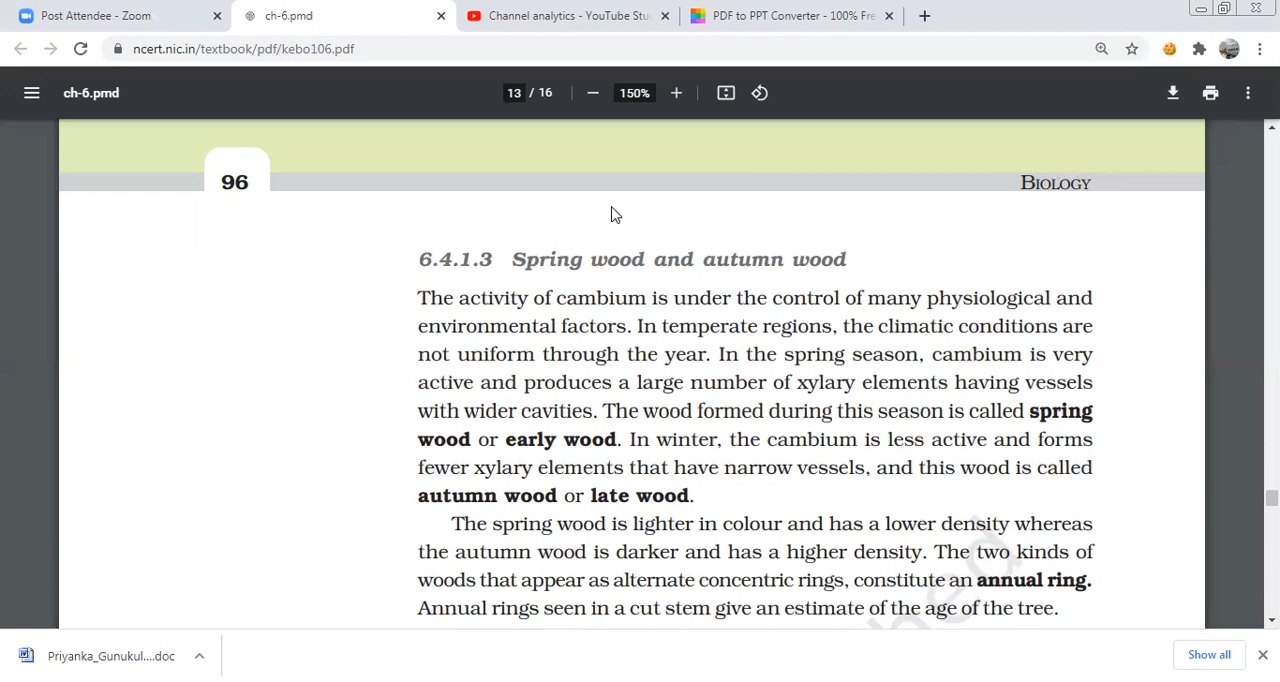 Post Attendee - Zoom
ch-6.pmd
Channel analytics - YouTube Stu
PDF to PPT Converter - 100% Fre
ncert.nic.in/textbook/pdf/kebo106.pdf
ch-6.pmd
13 / 16
150%
96
BIOLOGY
6.4.1.3 Spring wood and autumn wood
The activity of cambium is under the control of many physiological and
environmental factors. In temperate regions, the climatic conditions are
not uniform through the year. In the spring season, cambium is very
active and produces a large number of xylary elements having vessels
with wider cavities. The wood formed during this season is called spring
wood or early wood. In winter, the cambium is less active and forms
fewer xylary elements that have narrow vessels, and this wood is called
autumn wood or late wood.
The spring wood is lighter in colour and has a lower density whereas
the autumn wood is darker and has a higher density. The two kinds of
woods that appear as alternate concentric rings, constitute an annual ring.
Annual rings seen in a cut stem give an estimate of the age of the tree.
Priyanka_Gunukul....doc
Show all